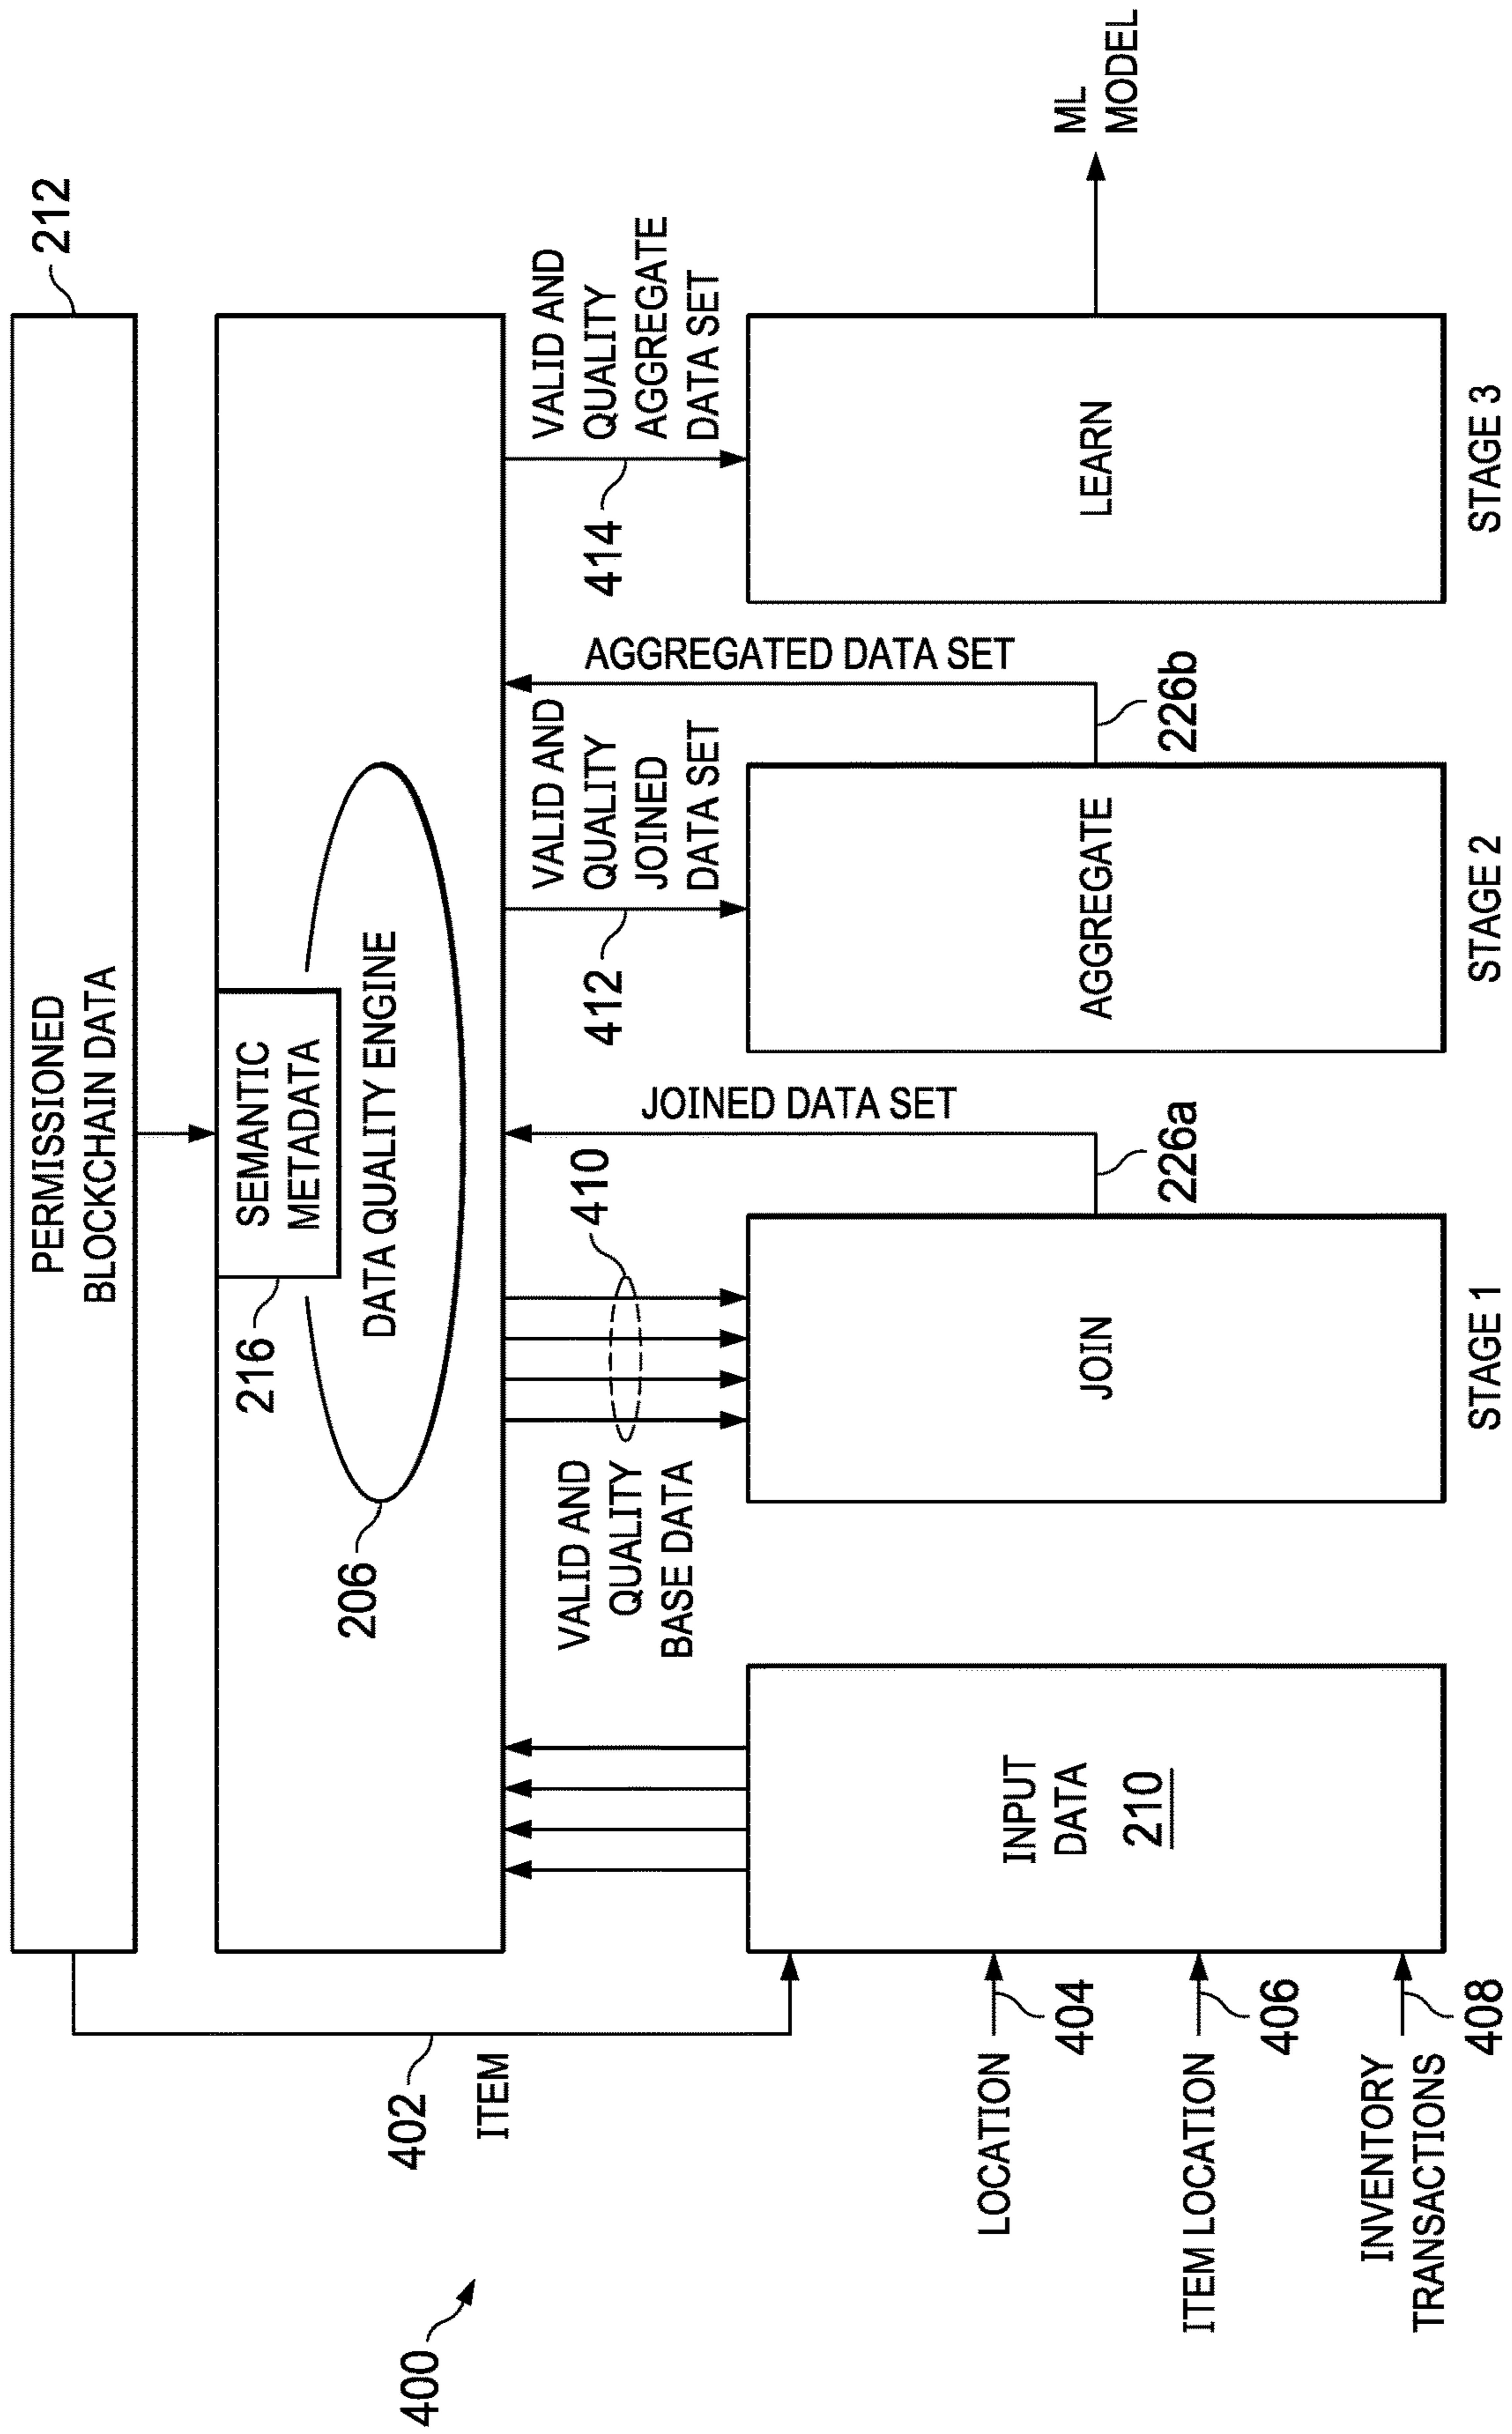 400
PERMISSIONED
BLOCKCHAIN DATA
212
402
ITEM
SEMANTIC
METADATA
216
DATA QUALITY ENGINE
206
VALID AND
QUALITY
BASE DATA
410
JOINED DATA SET
VALID AND
QUALITY
JOINED
DATA SET
412
AGGREGATED DATA SET
VALID AND
QUALITY
AGGREGATE
DATA SET
414
LOCATION
404
ITEM LOCATION
406
INVENTORY
TRANSACTIONS
408
INPUT
DATA
210
JOIN
226a
AGGREGATE
226b
LEARN
ML
MODEL
STAGE 1
STAGE 2
STAGE 3